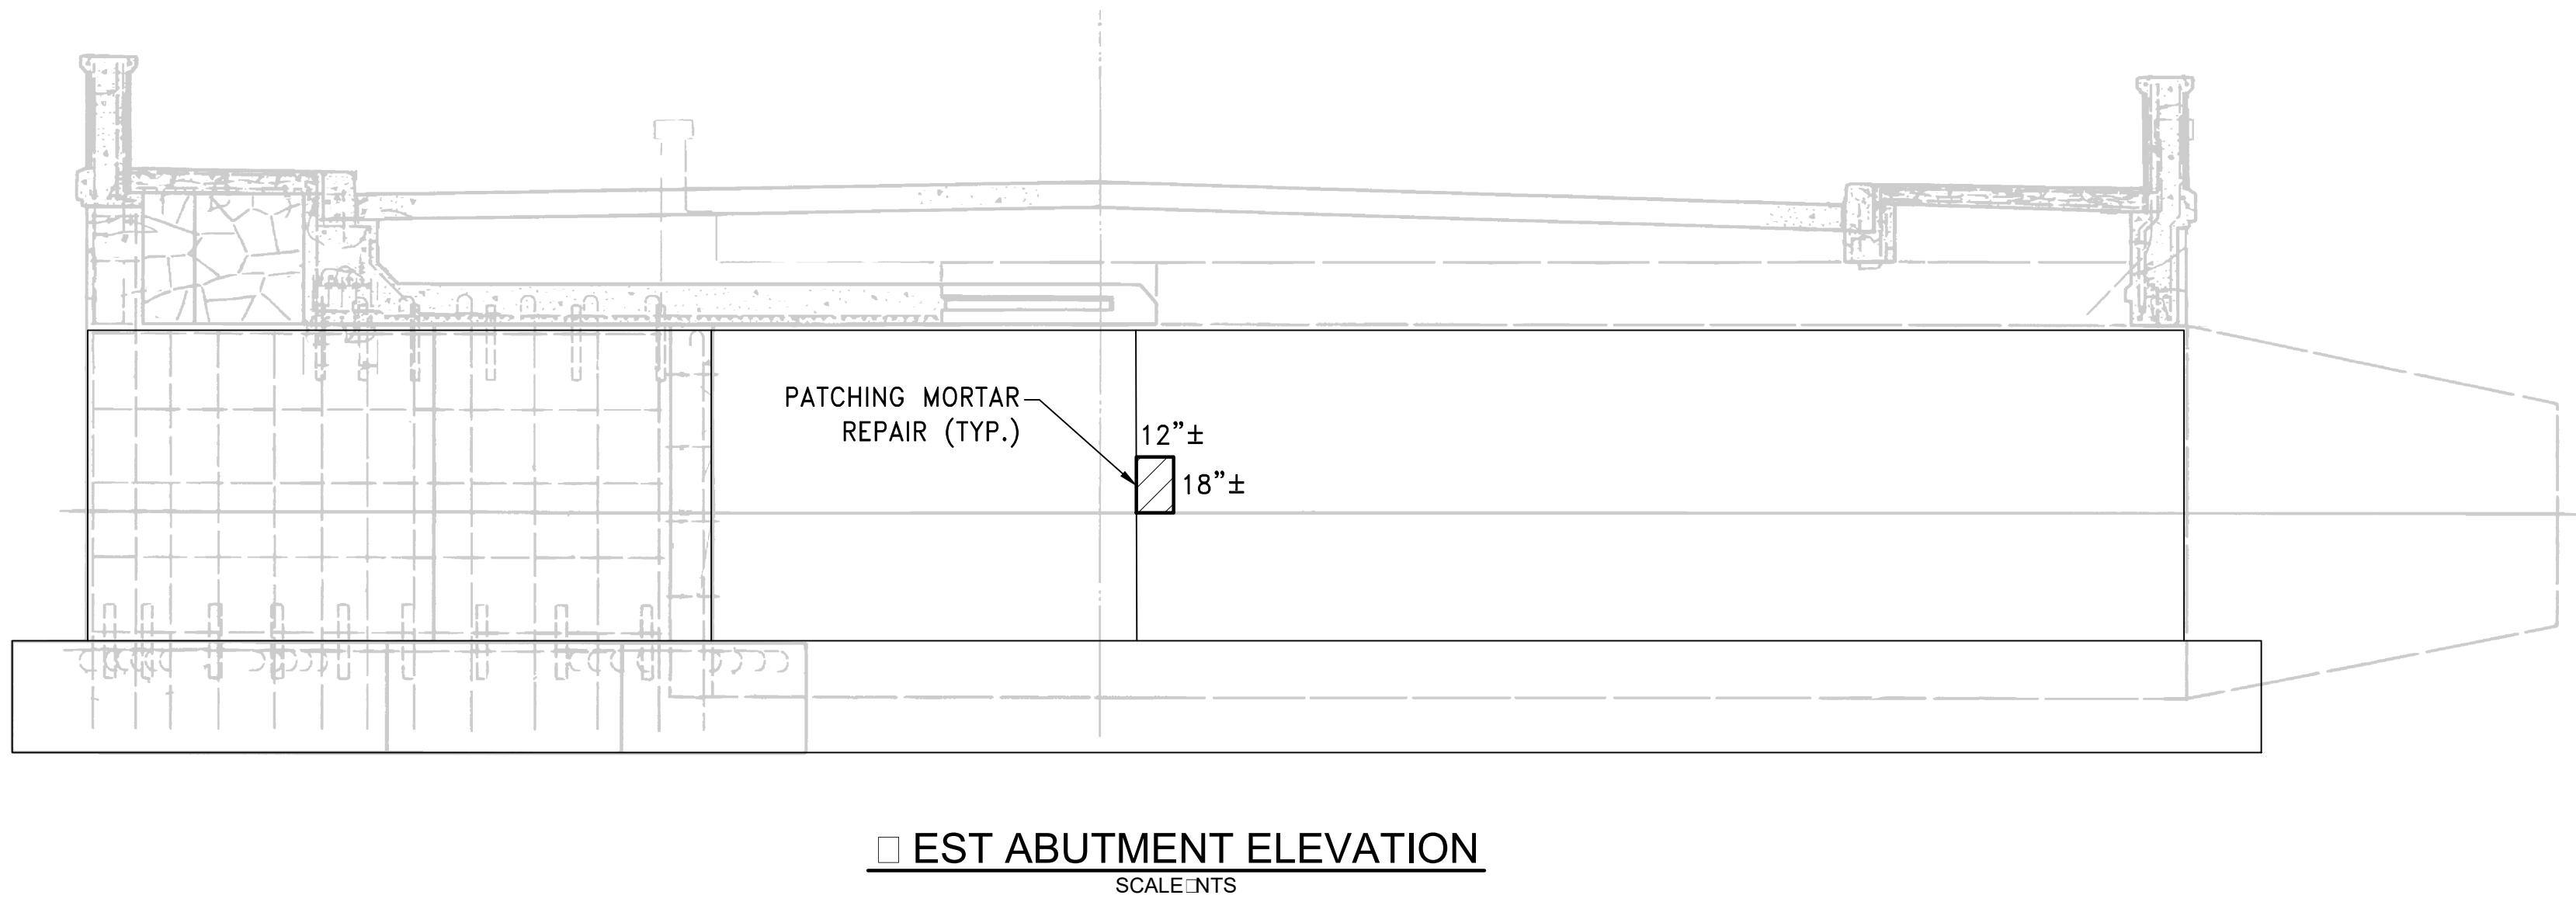 PATCHING MORTAR
REPAIR (TYP.)
12"±
18"±
□ EST ABUTMENT ELEVATION
SCALE□NTS